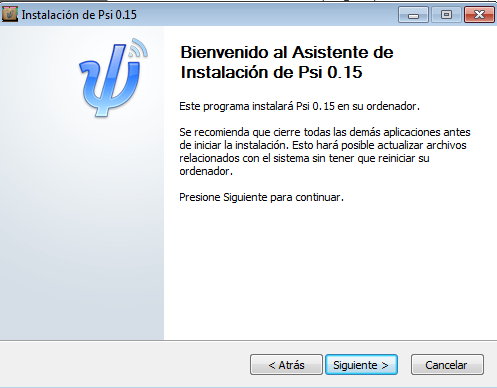 Instalación de Psi 0.15
Bienvenido al Asistente de
Instalación de Psi 0.15
Este programa instalará Psi 0.15 en su ordenador.
Se recomienda que cierre todas las demás aplicaciones antes
de iniciar la instalación. Esto hará posible actualizar archivos
relacionados con el sistema sin tener que reiniciar su
ordenador.
Presione Siguiente para continuar.
< Atrás
Siguiente >
Cancelar